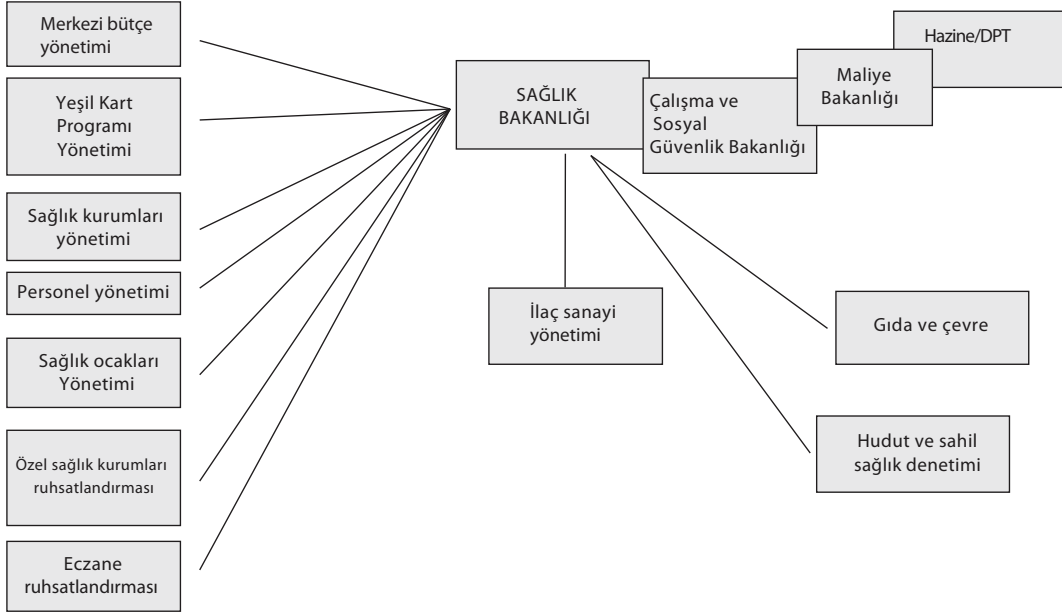 Merkezi bütçe
yönetimi
Yeşil Kart
Programı
Yönetimi
Sağlık kurumları
yönetimi
Personel yönetimi
Sağlık ocakları
Yönetimi
Özel sağlık kurumları
ruhsatlandırması
Eczane
ruhsatlandırması
SAĞLIK
BAKANLIĞI
Çalışma ve
Sosyal
Güvenlik Bakanlığı
Maliye
Bakanlığı
Hazine/DPT
İlaç sanayi
yönetimi
Gıda ve çevre
Hudut ve sahil
sağlık denetimi